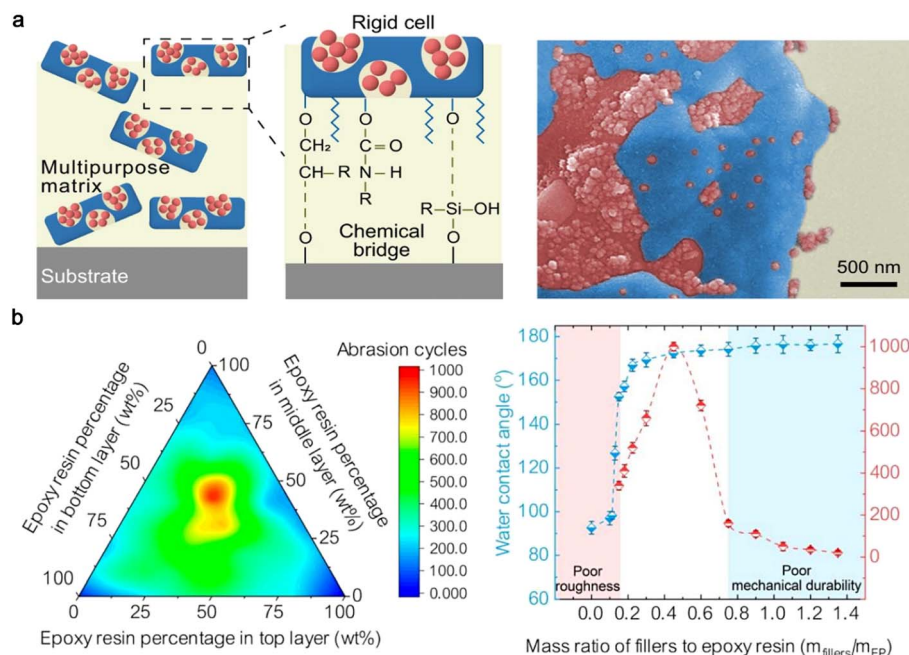 a
Rigid cell
Multipurpose
matrix
Substrate
O
O
O
CH₂
C=O
CH-R
N-H
R
R-Si-OH
Chemical
bridge
O
O
500 nm
b
0
100
25
75
50
50
75
25
100
0
0
25
50
75
100
Epoxy resin percentage
in bottom layer (wt%)
Epoxy resin percentage
in middle layer (wt%)
Epoxy resin percentage in top layer (wt%)
Abrasion cycles
1000
900.0
800.0
700.0
600.0
500.0
400.0
300.0
200.0
100.0
0.000
Water contact angle (°)
180
160
140
120
100
80
60
1000
800
600
400
200
0
Poor
roughness
Poor
mechanical durability
0.0 0.2 0.4 0.6 0.8 1.0 1.2 1.4
Mass ratio of fillers to epoxy resin (m fillers/m EP)